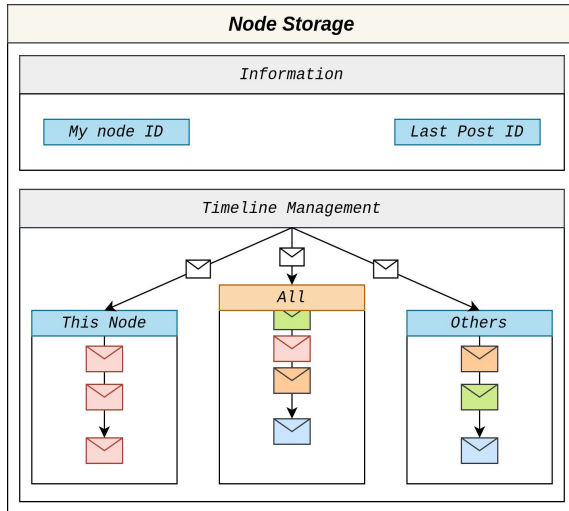 Node Storage
Information
My node ID
Last Post ID
Timeline Management
All
This Node
Others